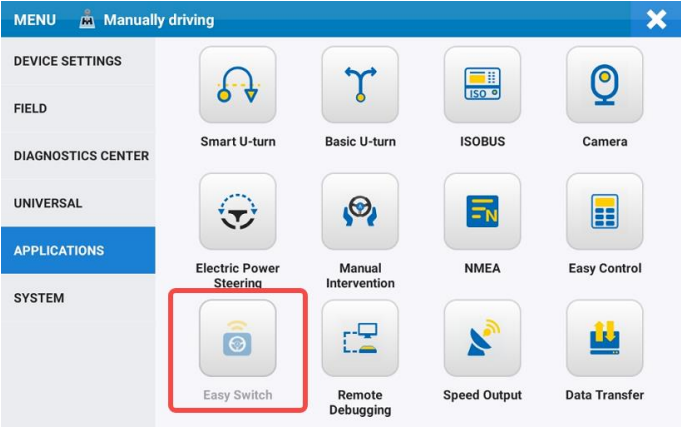 MENU Manually driving
DEVICE SETTINGS
FIELD
DIAGNOSTICS CENTER
UNIVERSAL
APPLICATIONS
SYSTEM
Smart U-turn
Basic U-turn
ISO
ISOBUS
Camera
Electric Power
Steering
Manual
Intervention
N
NMEA
Easy Control
Easy Switch
Remote
Debugging
Speed Output
Data Transfer